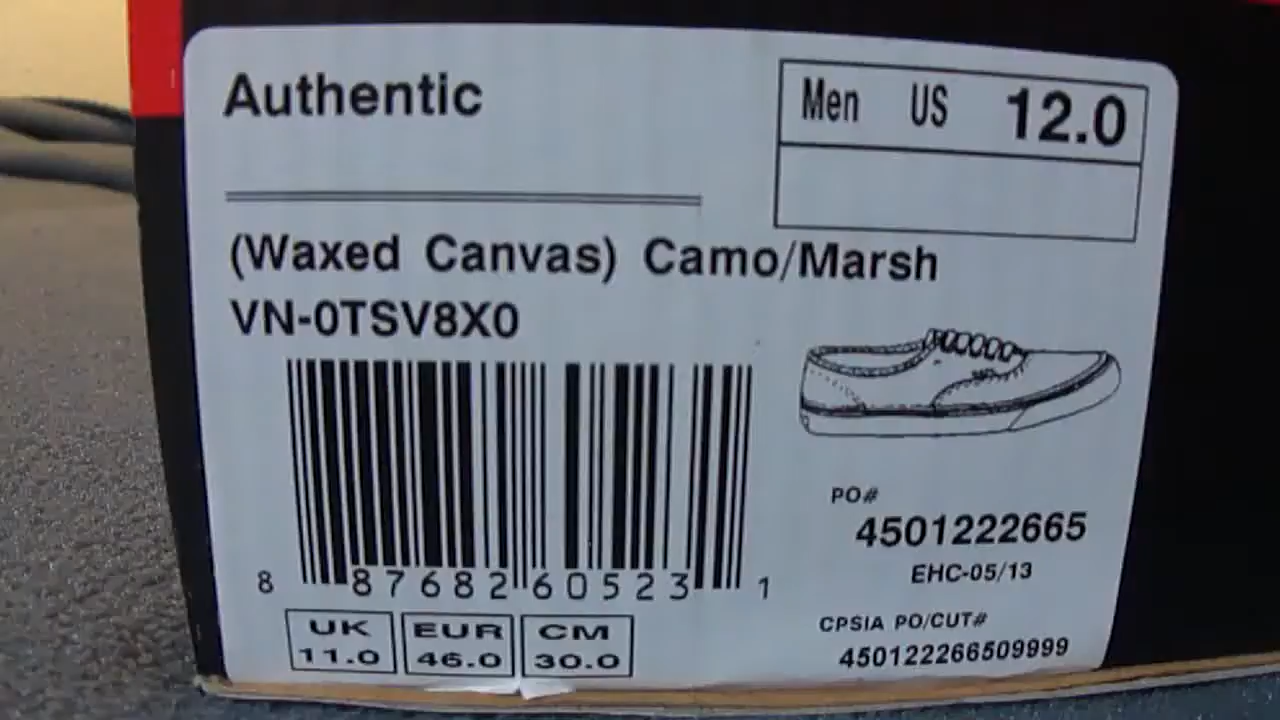 Authentic
Men US 12.0
(Waxed Canvas) Camo/Marsh
VN-0TSV8X0
8 87682 60523 1
PO#
4501222665
EHC-05/13
CPSIA PO/CUT#
450122266509999
UK EUR CM
11.0 46.0 30.0